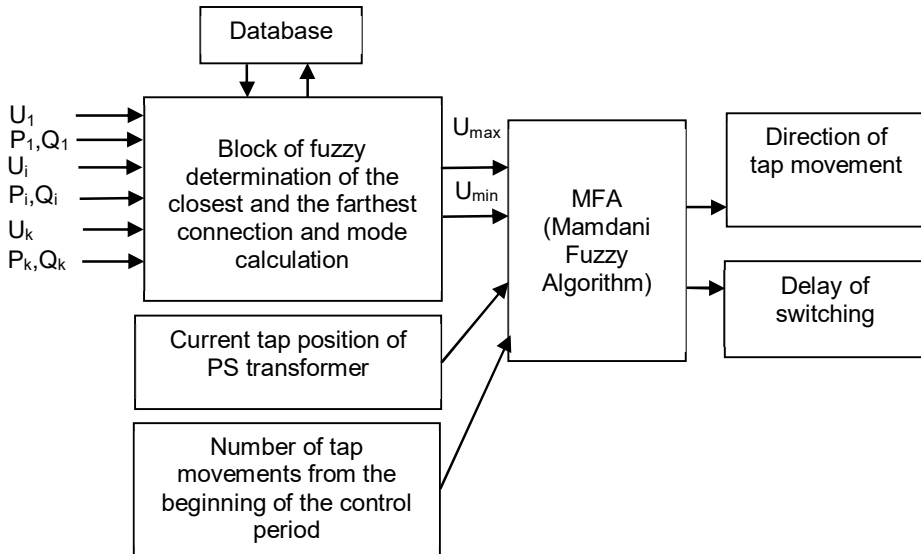 Database
U₁
P₁,Q₁
Uᵢ
Pᵢ,Qᵢ
Uₖ
Pₖ,Qₖ
Block of fuzzy
determination of the
closest and the farthest
connection and mode
calculation
Uₘₐₓ
Uₘᵢₙ
MFA
(Mamdani
Fuzzy
Algorithm)
Direction of
tap movement
Delay of
switching
Current tap position of
PS transformer
Number of tap
movements from the
beginning of the control
period